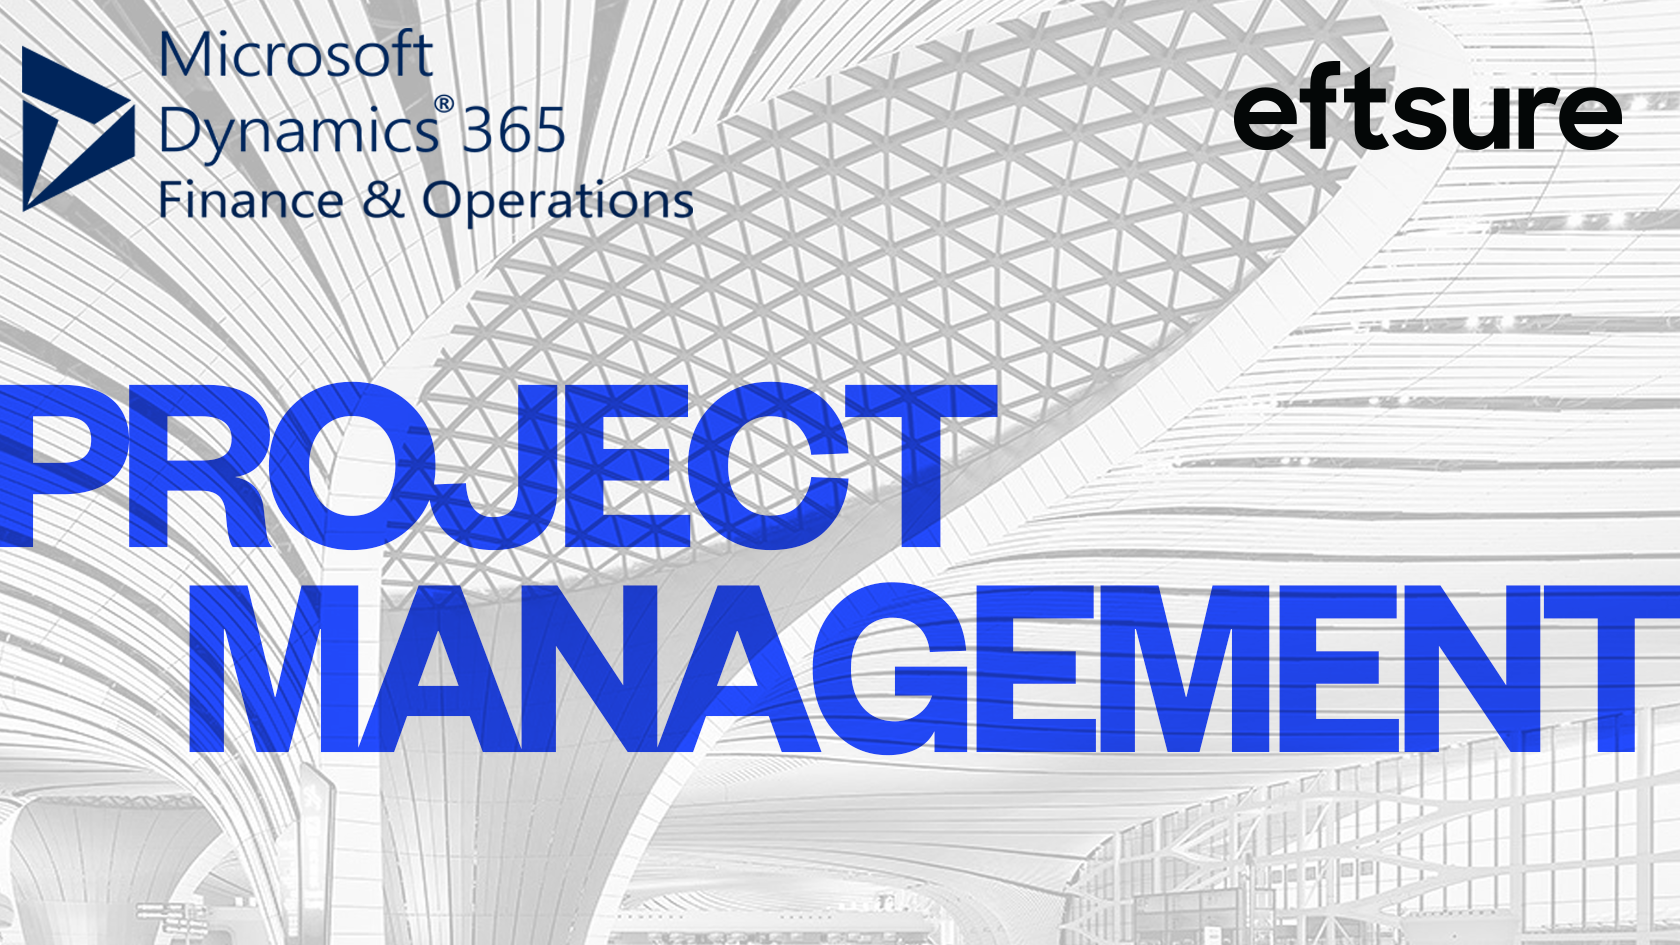 Microsoft
Dynamics® 365
Finance & Operations
eftsure
PROJECT
MANAGEMENT